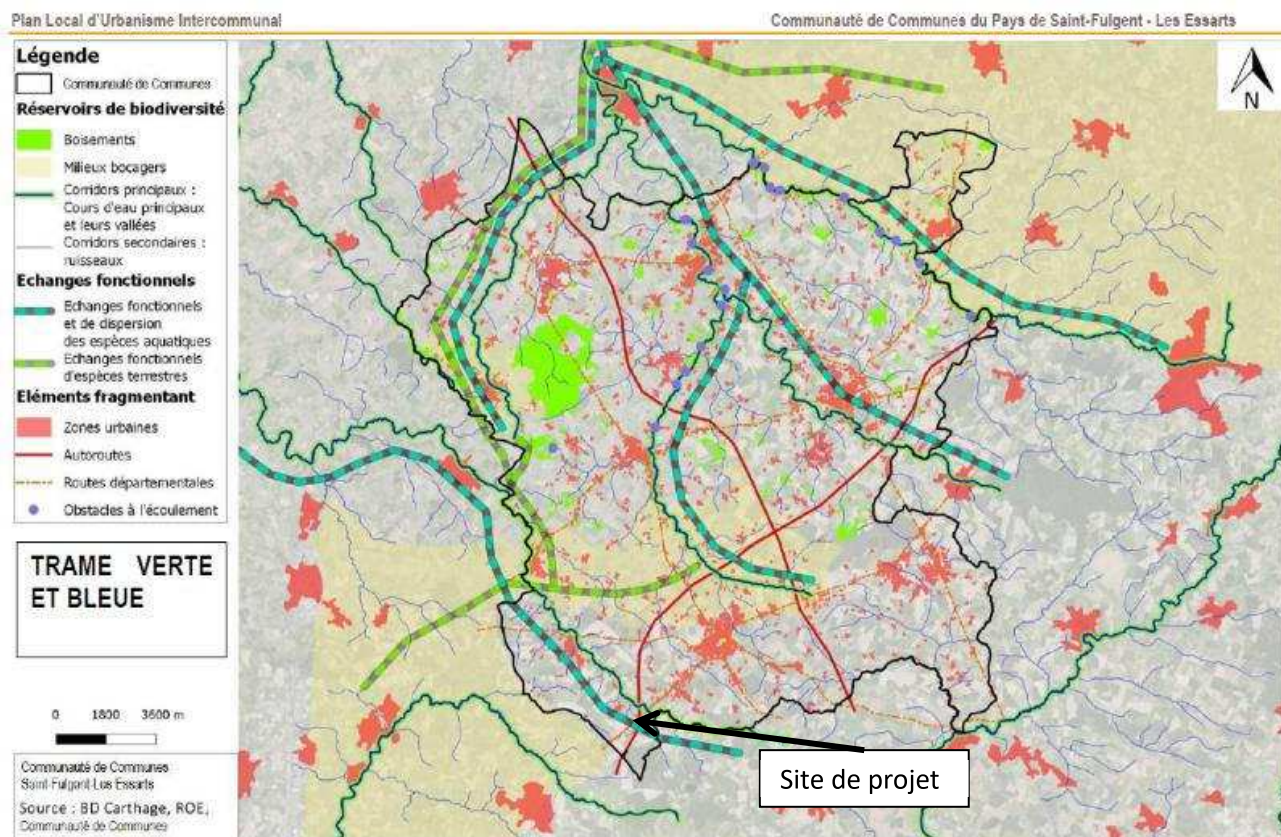 Plan Local d'Urbanisme Intercommunal
Communauté de Communes du Pays de Saint-Fulgent - Les Essarts
Légende
Communauté de Communes
Réservoirs de biodiversité
Boisements
Milieux bocagers
Corridors principaux :
Cours d'eau principaux
et leurs vallées
Corridors secondaires :
ruisseaux
Echanges fonctionnels
Echanges fonctionnels
et de dispersion
des espèces aquatiques
Echanges fonctionnels
d'espèces terrestres
Eléments fragmentant
Zones urbaines
Autoroutes
Routes départementales
Obstacles à l'écoulement
N
TRAME VERTE
ET BLEUE
0 1800 3600 m
Site de projet
Communauté de Communes
Saint-Fulgent-Les Essarts
Source : BD Carthage, ROE,
Communauté de Communes